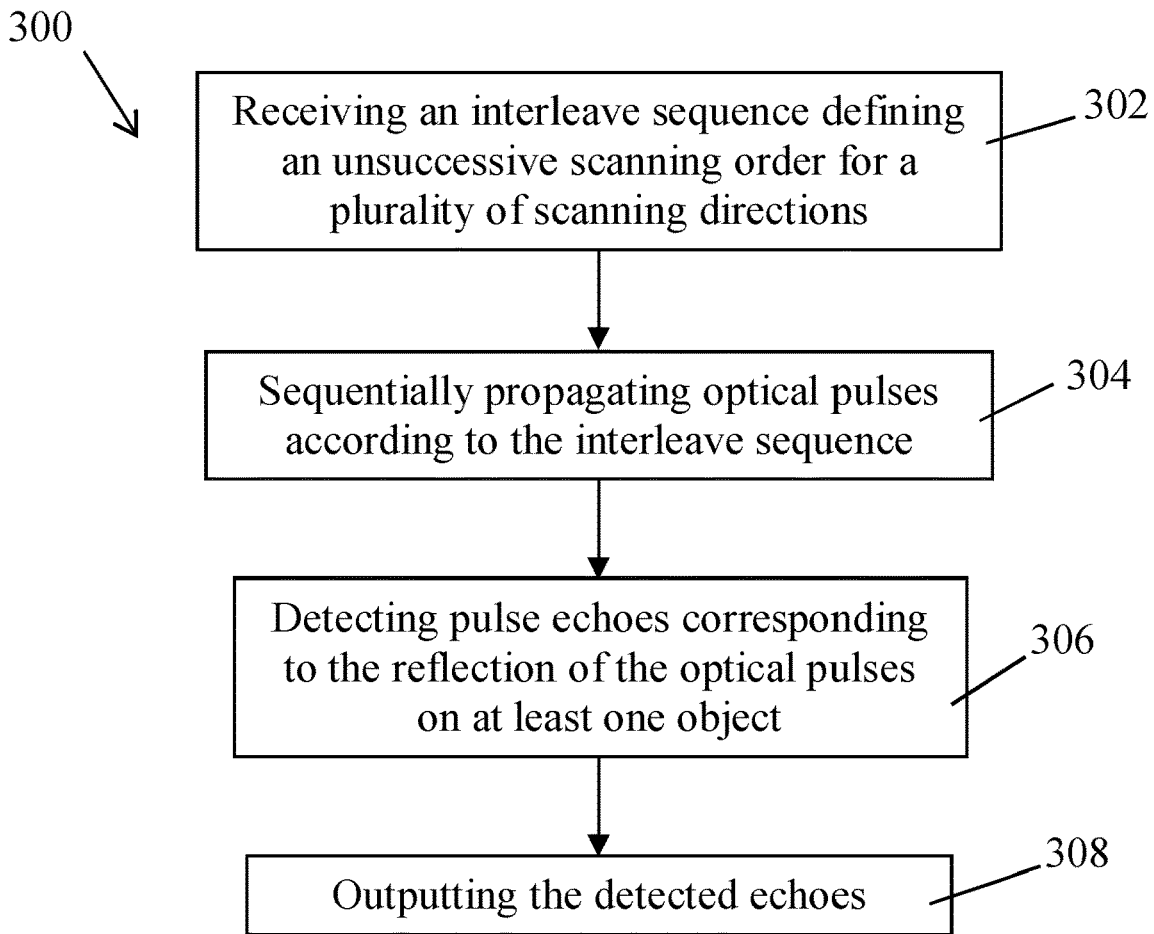 300
Receiving an interleave sequence defining
an unsuccessive scanning order for a
plurality of scanning directions
302
Sequentially propagating optical pulses
according to the interleave sequence
304
Detecting pulse echoes corresponding
to the reflection of the optical pulses
on at least one object
306
Outputting the detected echoes
308